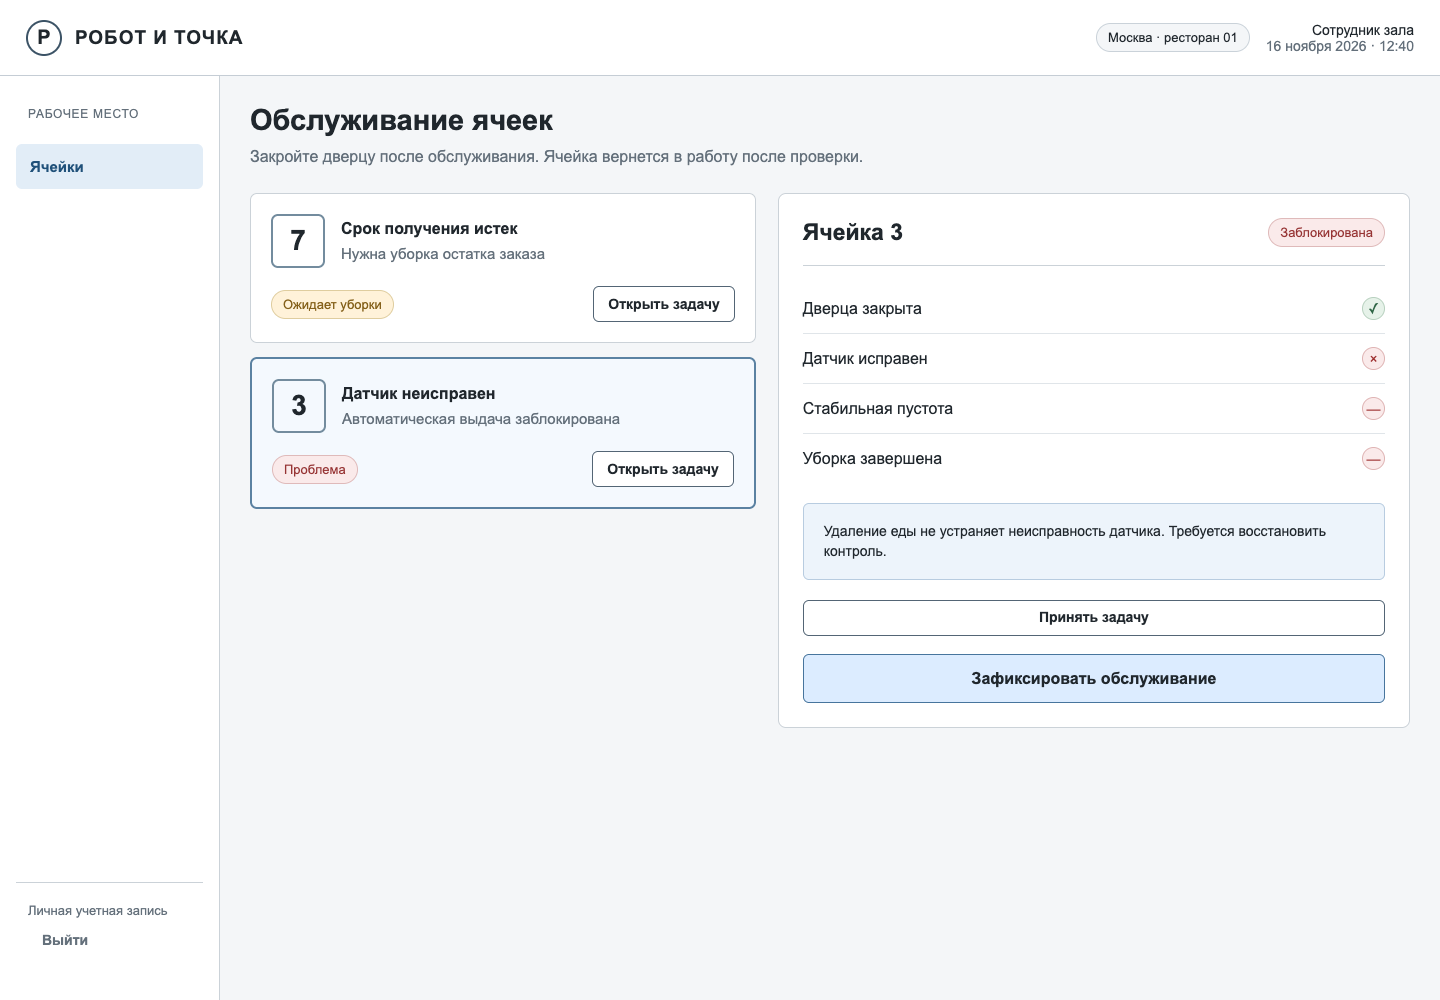 Р РОБОТ И ТОЧКА
Москва · ресторан 01
Сотрудник зала
16 ноября 2026 · 12:40
РАБОЧЕЕ МЕСТО
Ячейки
Личная учетная запись
Выйти
Обслуживание ячеек
Закройте дверцу после обслуживания. Ячейка вернется в работу после проверки.
7
Срок получения истек
Нужна уборка остатка заказа
Ожидает уборки
Открыть задачу
3
Датчик неисправен
Автоматическая выдача заблокирована
Проблема
Открыть задачу
Ячейка 3
Заблокирована
Дверца закрыта ✓
Датчик исправен ×
Стабильная пустота —
Уборка завершена —
Удаление еды не устраняет неисправность датчика. Требуется восстановить
контроль.
Принять задачу
Зафиксировать обслуживание